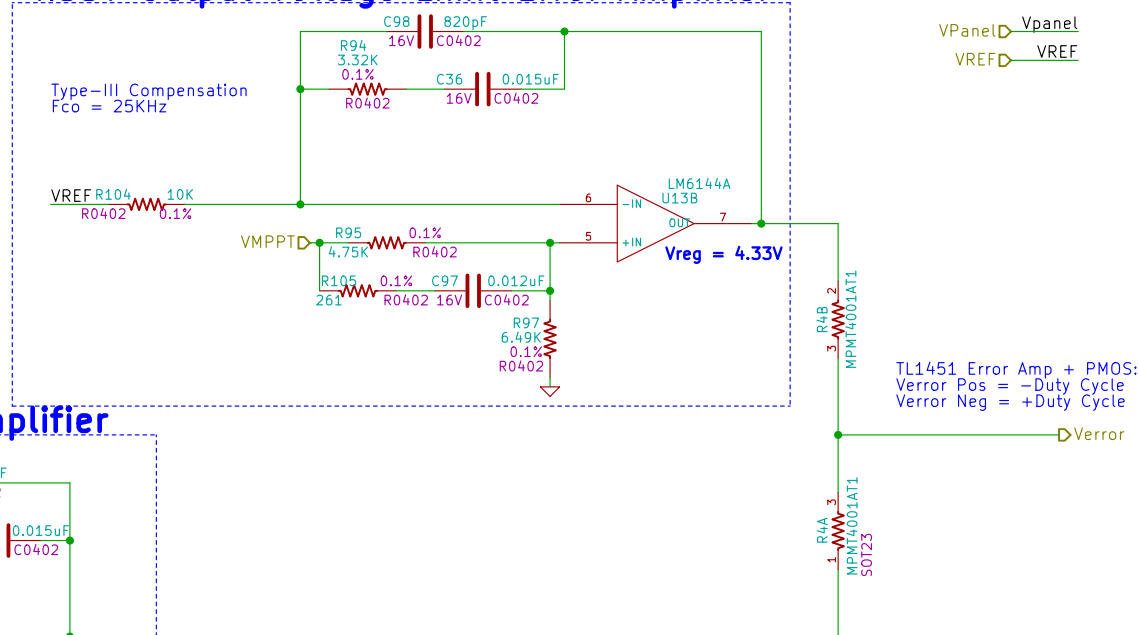 C98 820pF
16V C0402
R94
3.32K
0.1%
R0402
C36 0.015uF
16V C0402
Type-III Compensation
Fco = 25KHz
VREF R104 10K
R0402 0.1%
LM6144A
U13B
6 -IN
OUT 7
5 +IN
Vreg = 4.33V
VMPPT R95 0.1%
4.75K R0402
R105 0.1% C97 0.012uF
261 R0402 16V C0402
R97
6.49K
0.1%
R0402
VPanel Vpanel
VREF VREF
2
R4B MPMT4001AT1
3
TL1451 Error Amp + PMOS:
Verror Pos = -Duty Cycle
Verror Neg = +Duty Cycle
Verror
3
R4A MPMT4001AT1
SOT23
1
plifier
F
0.015uF
C0402